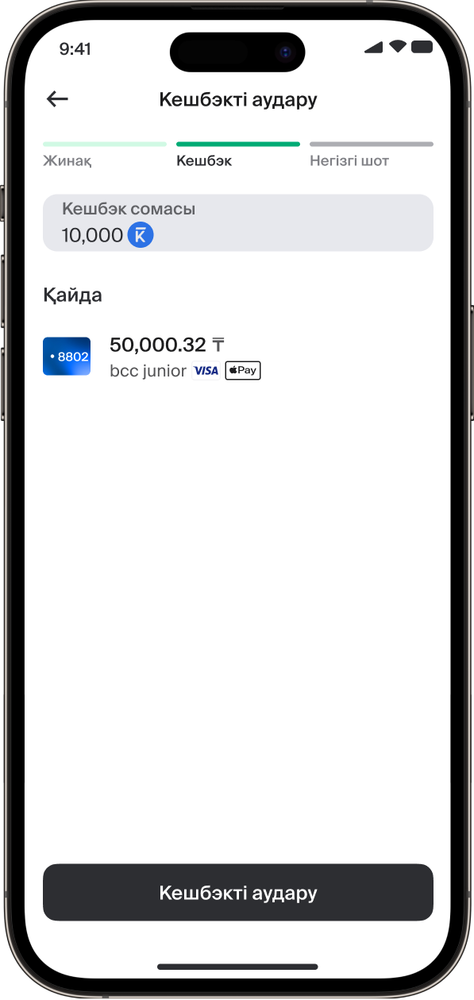 9:41
Кешбэкті аудару
Жинақ Кешбэк Негізгі шот
Кешбэк сомасы
10,000 K
Қайда
• 8802
50,000.32 ₸
bcc junior VISA Pay
Кешбэкті аудару